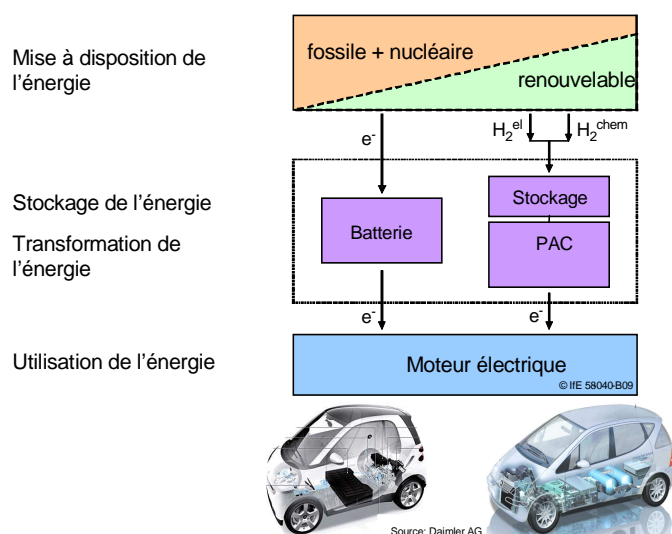 Mise à disposition de
l'énergie
fossile + nucléaire
renouvelable
e-
H2el
H2chem
Stockage de l'énergie
Transformation de
l'énergie
Batterie
Stockage
PAC
e-
e-
Utilisation de l'énergie
Moteur électrique
© IfE 58040-B09
Source: Daimler AG